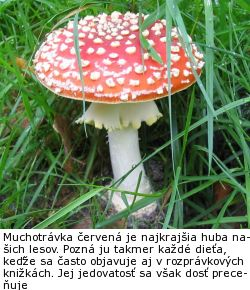 Muchotrávka červená je najkrajšia huba na-
šich lesov. Pozná ju takmer každé dieťa,
keďže sa často objavuje aj v rozprávkových
knižkách. Jej jedovatosť sa však dosť prece-
ňuje